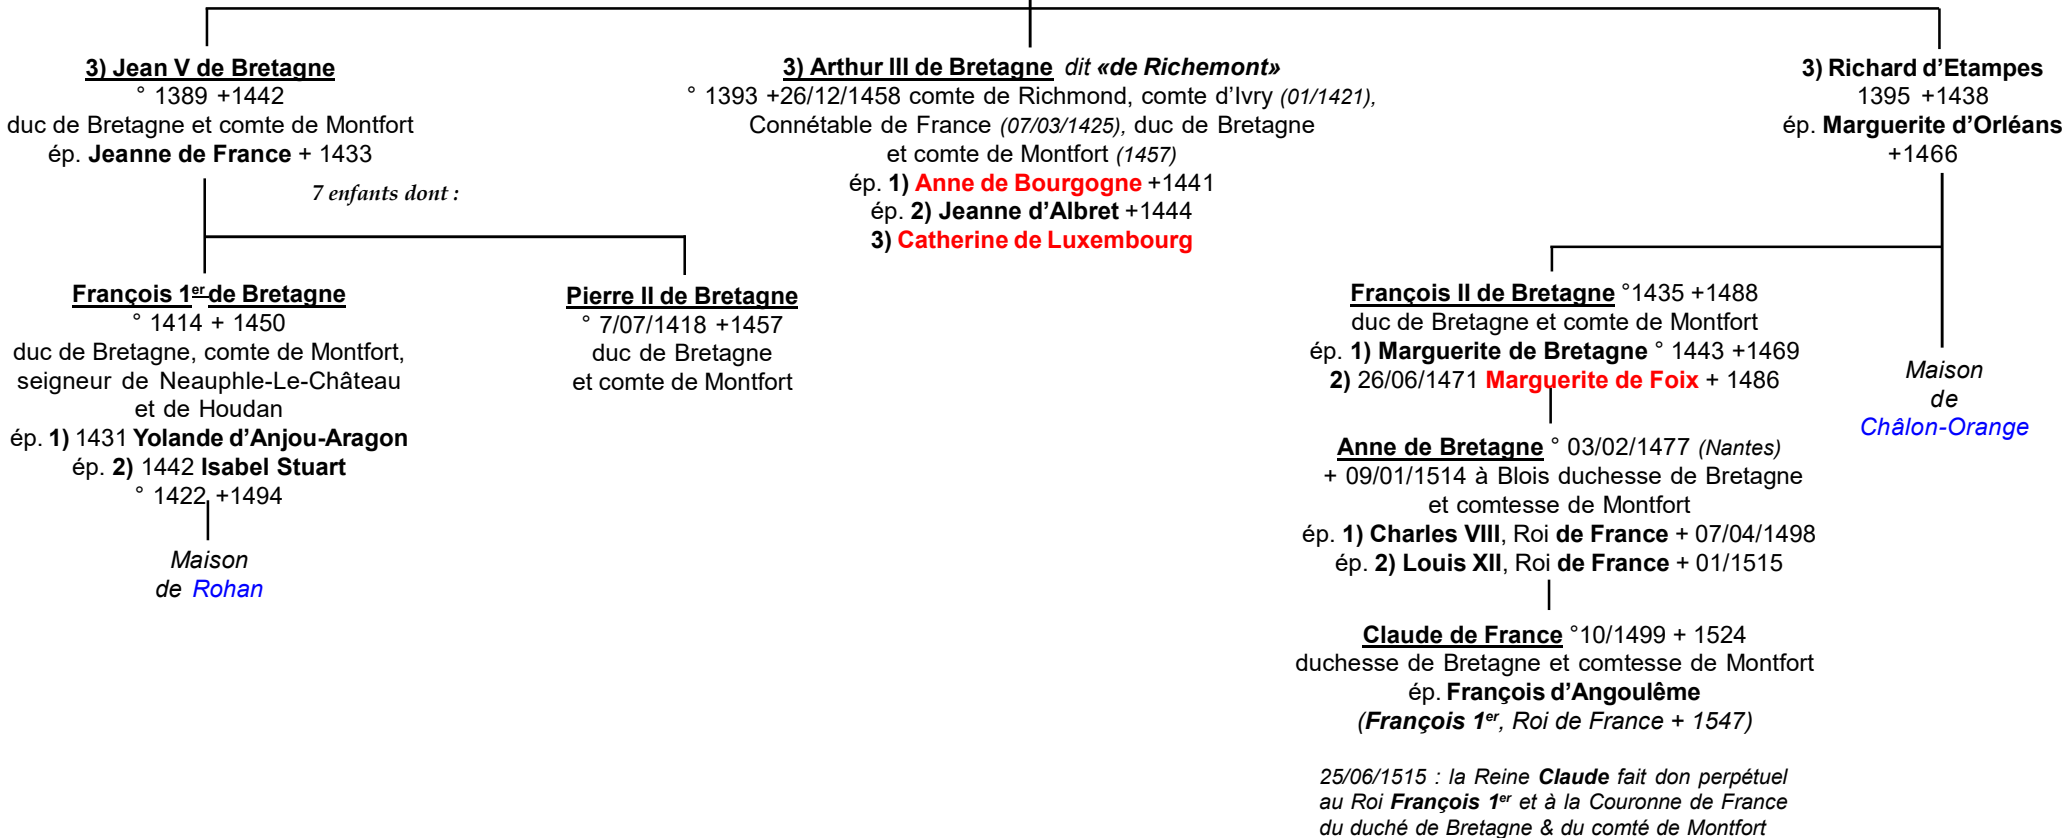 3) Jean V de Bretagne
° 1389 +1442
duc de Bretagne et comte de Montfort
ép. Jeanne de France + 1433
7 enfants dont :
3) Arthur III de Bretagne dit «de Richemont»
° 1393 +26/12/1458 comte de Richmond, comte d'Ivry (01/1421),
Connétable de France (07/03/1425), duc de Bretagne
et comte de Montfort (1457)
ép. 1) Anne de Bourgogne +1441
ép. 2) Jeanne d'Albret +1444
3) Catherine de Luxembourg
3) Richard d'Etampes
1395 +1438
ép. Marguerite d'Orléans
+1466
François 1er de Bretagne
° 1414 + 1450
duc de Bretagne, comte de Montfort,
seigneur de Neauphle-Le-Château
et de Houdan
ép. 1) 1431 Yolande d'Anjou-Aragon
ép. 2) 1442 Isabel Stuart
° 1422 +1494
Maison
de Rohan
Pierre II de Bretagne
° 7/07/1418 +1457
duc de Bretagne
et comte de Montfort
François II de Bretagne °1435 +1488
duc de Bretagne et comte de Montfort
ép. 1) Marguerite de Bretagne ° 1443 +1469
2) 26/06/1471 Marguerite de Foix + 1486
Maison
de
Châlon-Orange
Anne de Bretagne ° 03/02/1477 (Nantes)
+ 09/01/1514 à Blois duchesse de Bretagne
et comtesse de Montfort
ép. 1) Charles VIII, Roi de France + 07/04/1498
ép. 2) Louis XII, Roi de France + 01/1515
Claude de France °10/1499 + 1524
duchesse de Bretagne et comtesse de Montfort
ép. François d'Angoulême
(François 1er, Roi de France + 1547)
25/06/1515 : la Reine Claude fait don perpétuel
au Roi François 1er et à la Couronne de France
du duché de Bretagne & du comté de Montfort